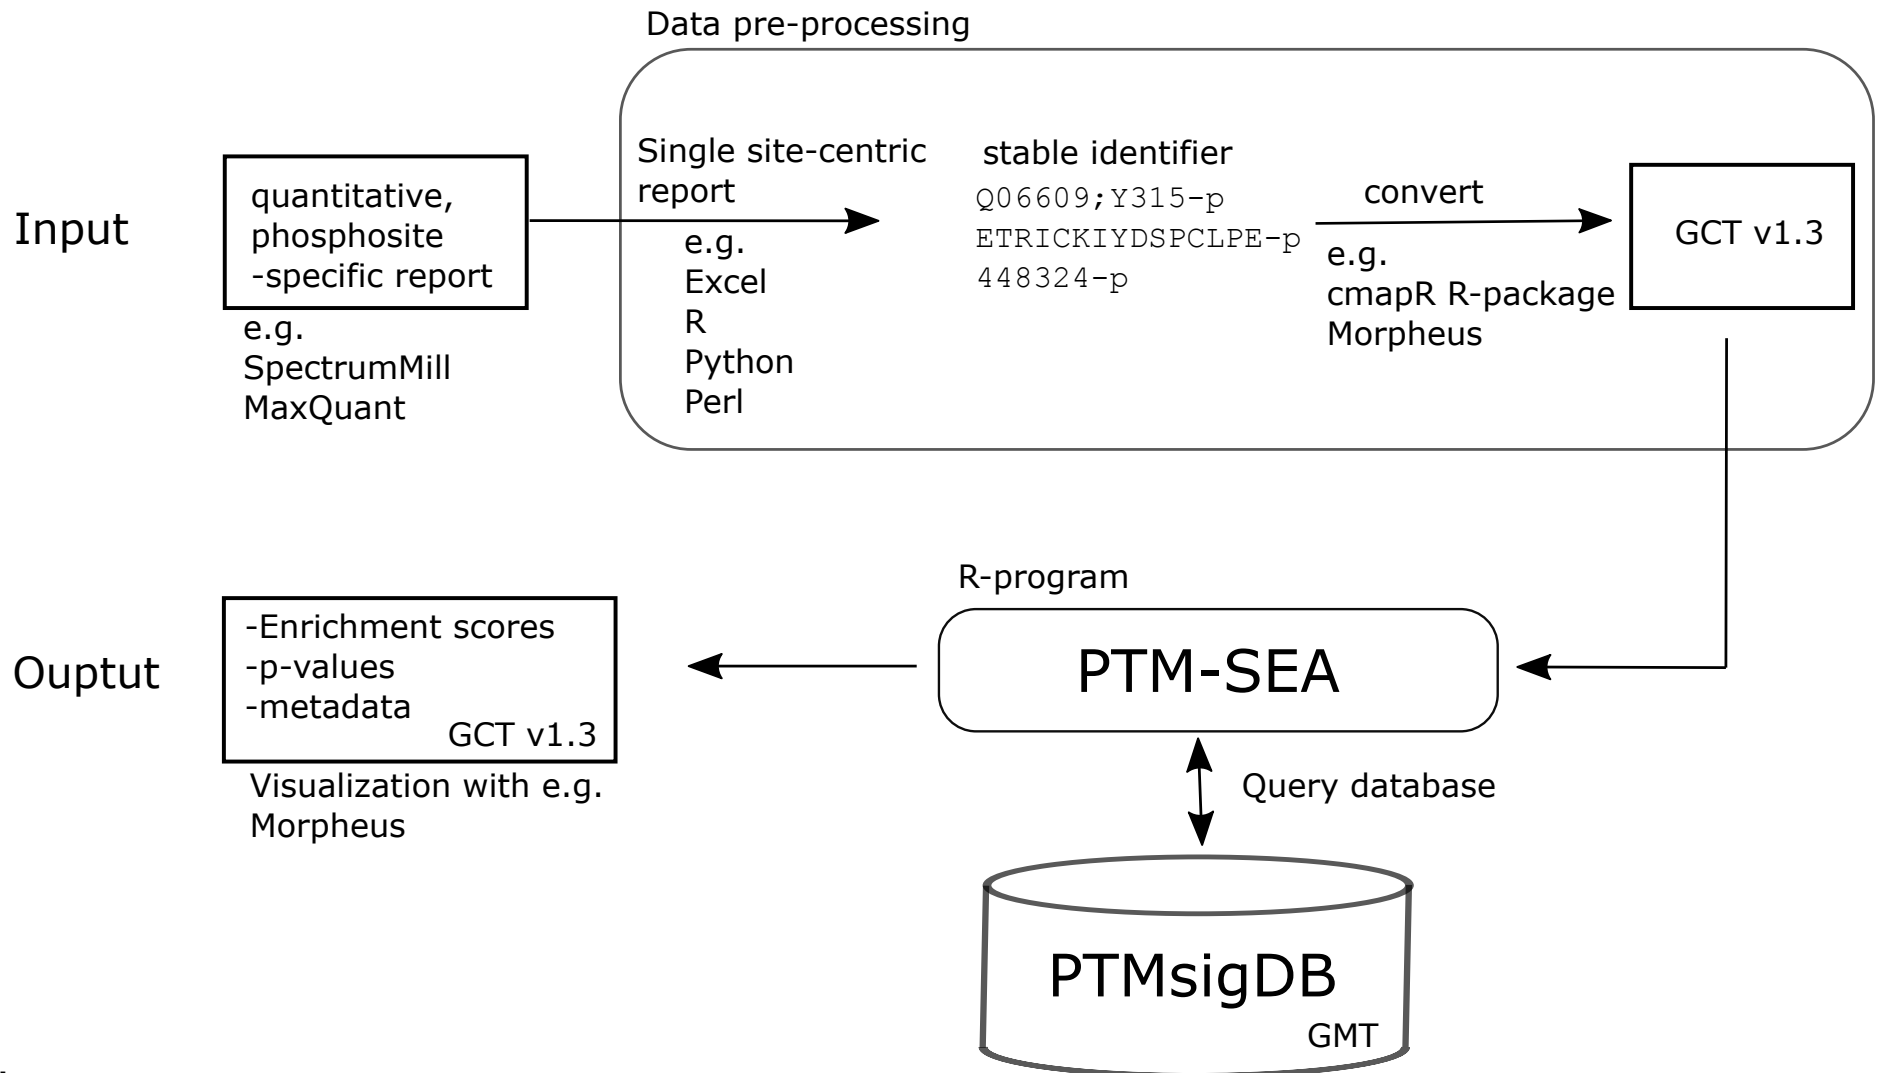 Data pre-processing
Input
quantitative,
phosphosite
-specific report
e.g.
SpectrumMill
MaxQuant
Single site-centric
report
e.g.
Excel
R
Python
Perl
stable identifier
Q06609;Y315-p
ETRICKIYDSPCLPE-p
448324-p
convert
e.g.
cmapR R-package
Morpheus
GCT v1.3
Ouptut
-Enrichment scores
-p-values
-metadata
GCT v1.3
Visualization with e.g.
Morpheus
R-program
PTM-SEA
Query database
PTMsigDB
GMT